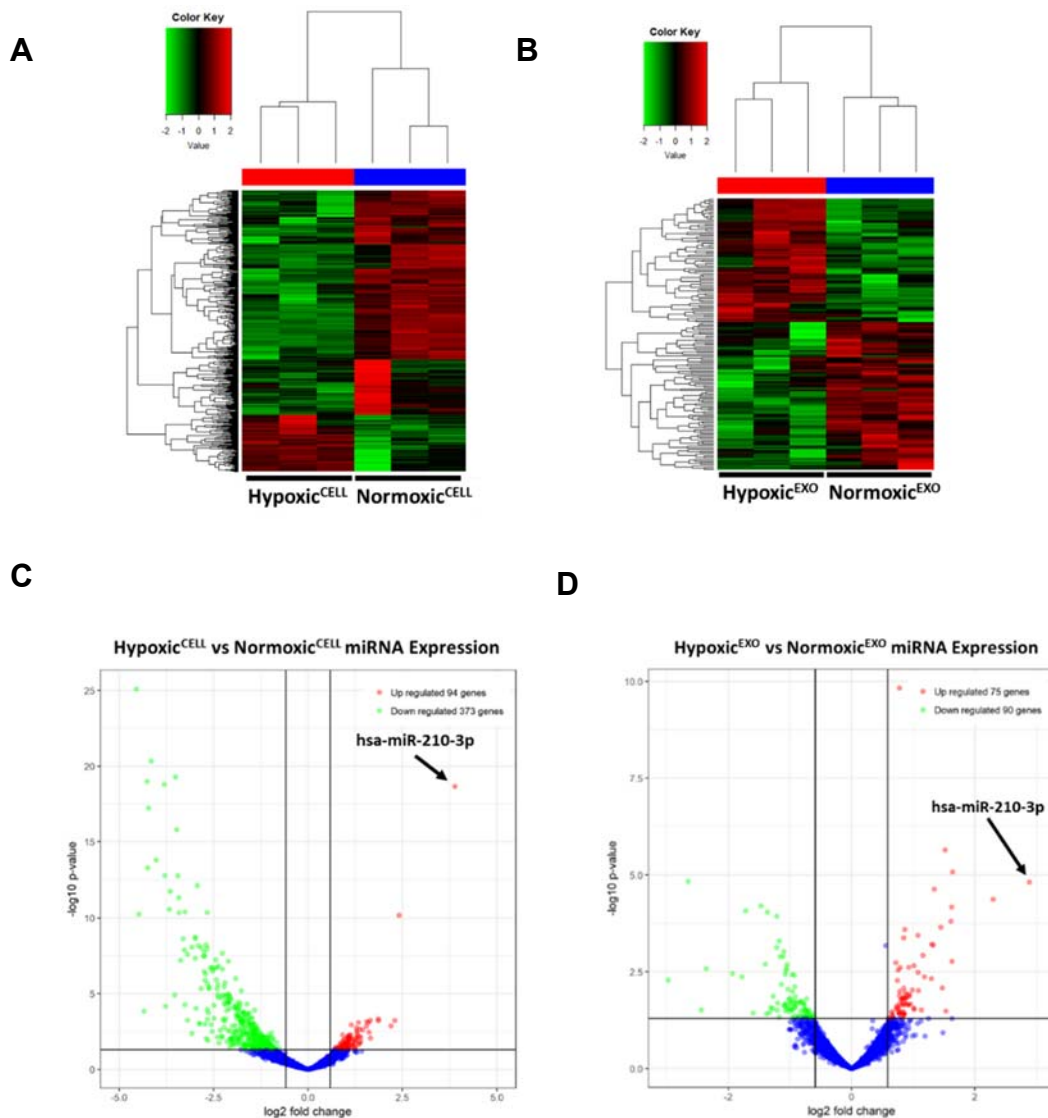 A
Color Key
-2 -1 0 1 2
Value
Hypoxic^CELL Normoxic^CELL
B
Color Key
-2 -1 0 1 2
Value
Hypoxic^EXO Normoxic^EXO
C
Hypoxic^CELL vs Normoxic^CELL miRNA Expression
Up regulated 94 genes
Down regulated 373 genes
hsa-miR-210-3p
25
20
15
10
5
0
-log10 p-value
-5.0 -2.5 0.0 2.5 5.0
log2 fold change
D
Hypoxic^EXO vs Normoxic^EXO miRNA Expression
Up regulated 75 genes
Down regulated 90 genes
hsa-miR-210-3p
10.0
7.5
5.0
2.5
0.0
-log10 p-value
-2 0 2
log2 fold change